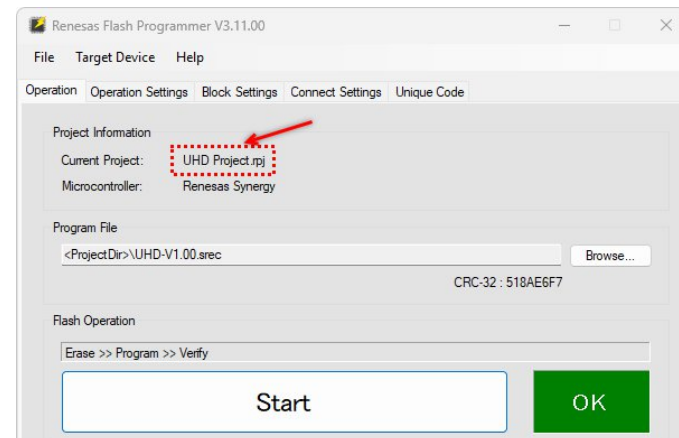 Renesas Flash Programmer V3.11.00
File Target Device Help
Operation Operation Settings Block Settings Connect Settings Unique Code
Project Information
Current Project: UHD Project.rpj
Microcontroller: Renesas Synergy
Program File
<ProjectDir>\UHD-V1.00.srec Browse...
CRC-32 : 518AE6F7
Flash Operation
Erase >> Program >> Verify
Start OK